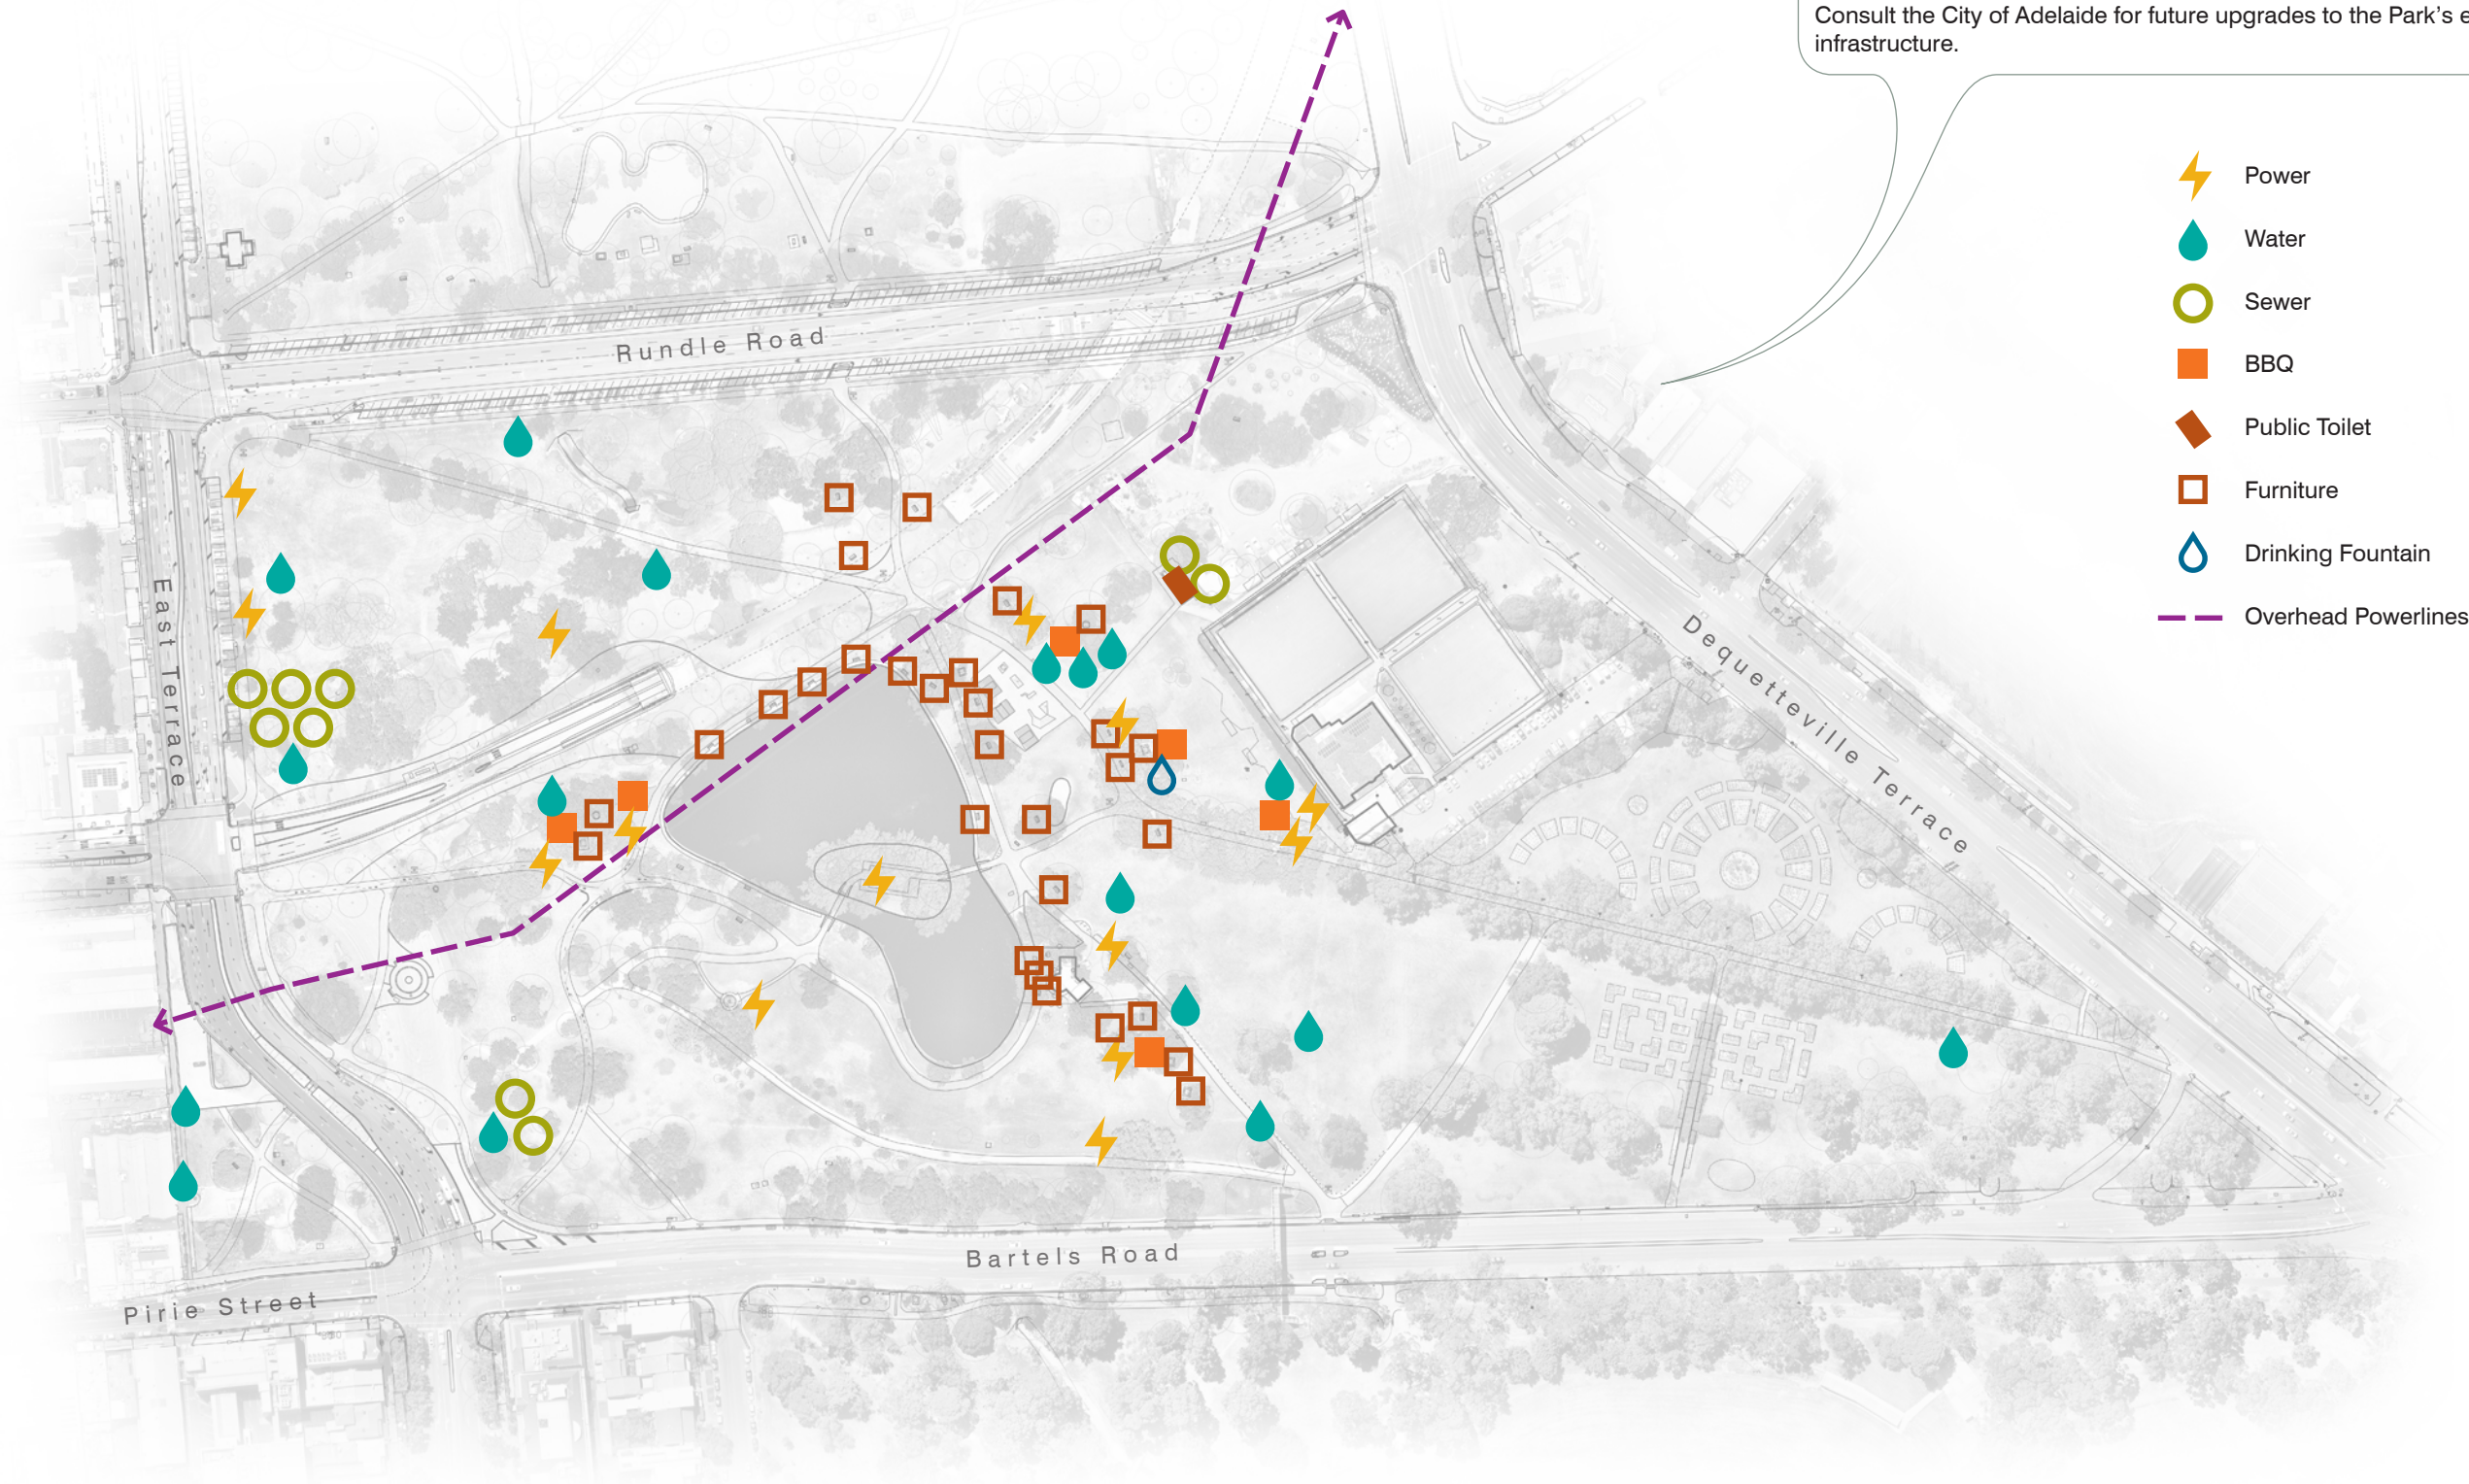 Consult the City of Adelaide for future upgrades to the Park’s e
infrastructure.
Power
Water
Sewer
BBQ
Public Toilet
Furniture
Drinking Fountain
Overhead Powerlines
Rundle Road
East Terrace
Dequetteville Terrace
Bartels Road
Pirie Street